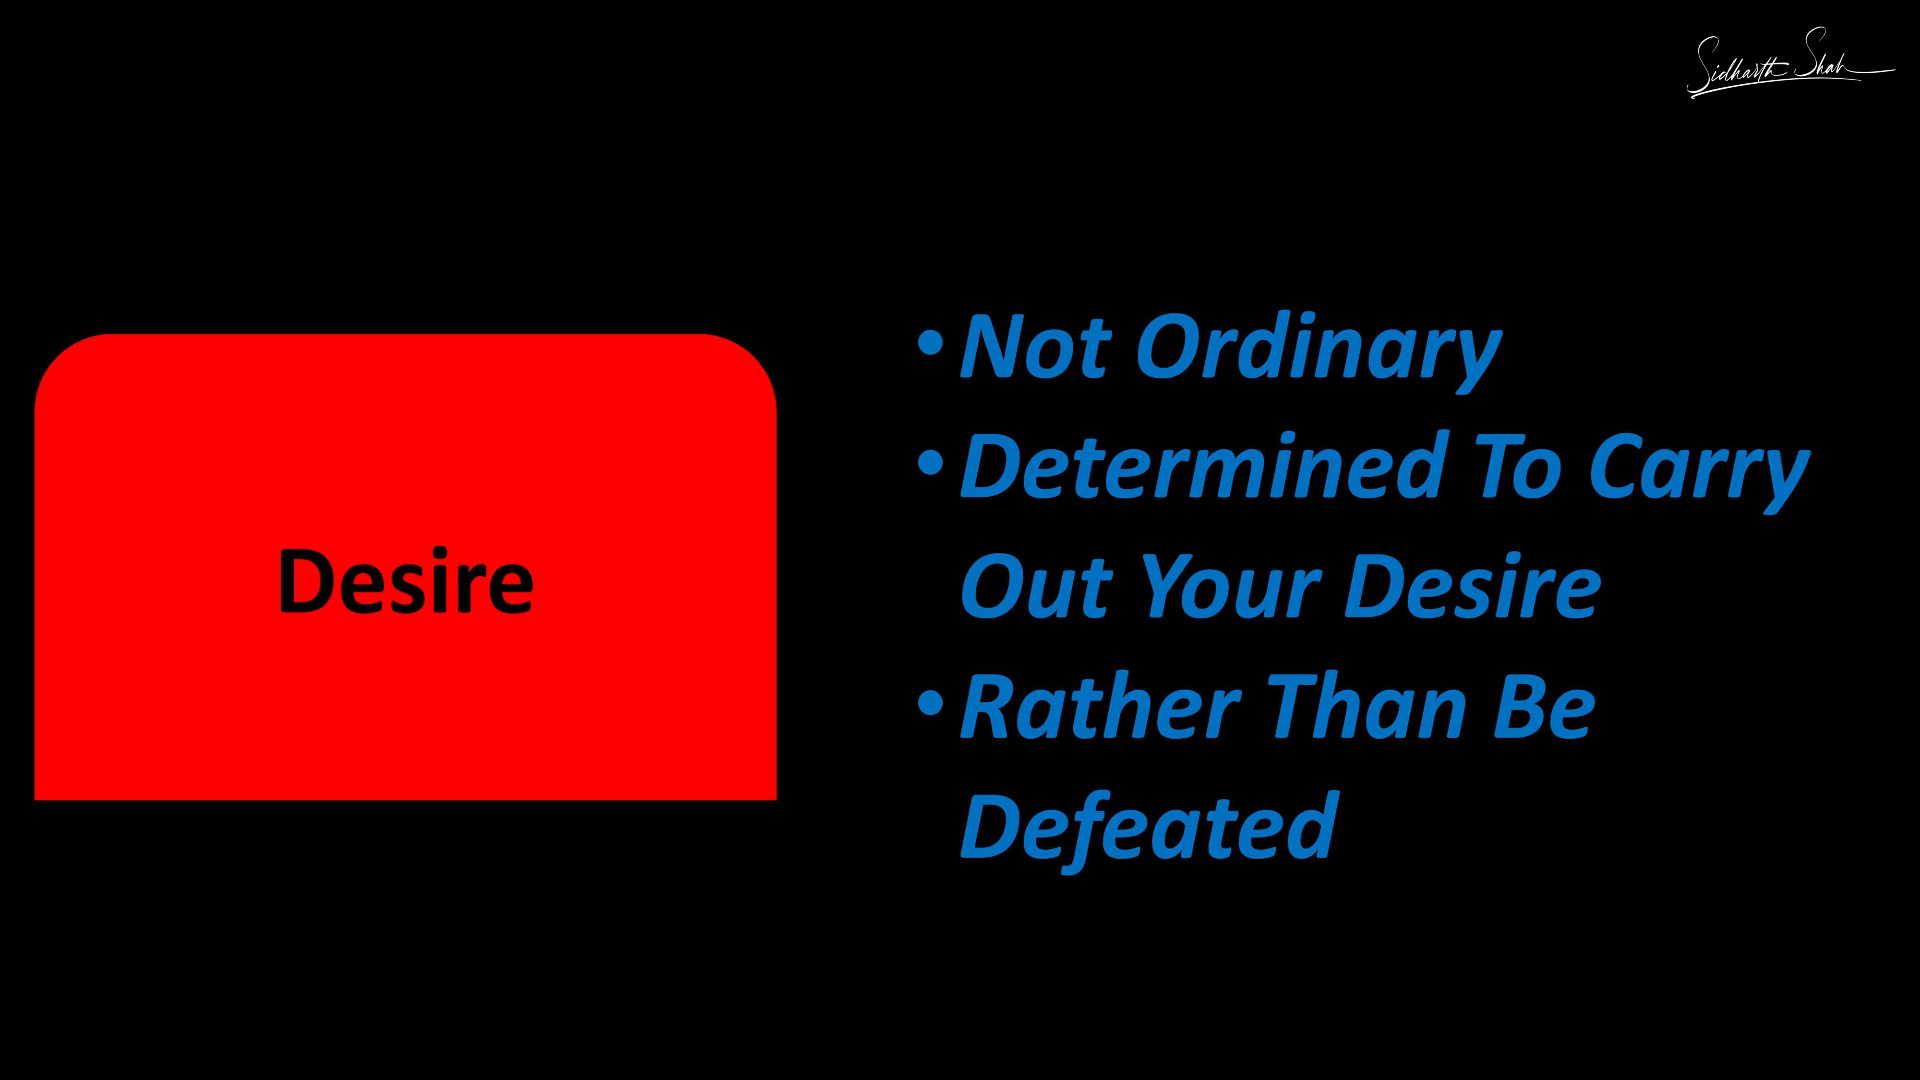 Sidharth Shah
Desire
• Not Ordinary
• Determined To Carry
Out Your Desire
• Rather Than Be
Defeated